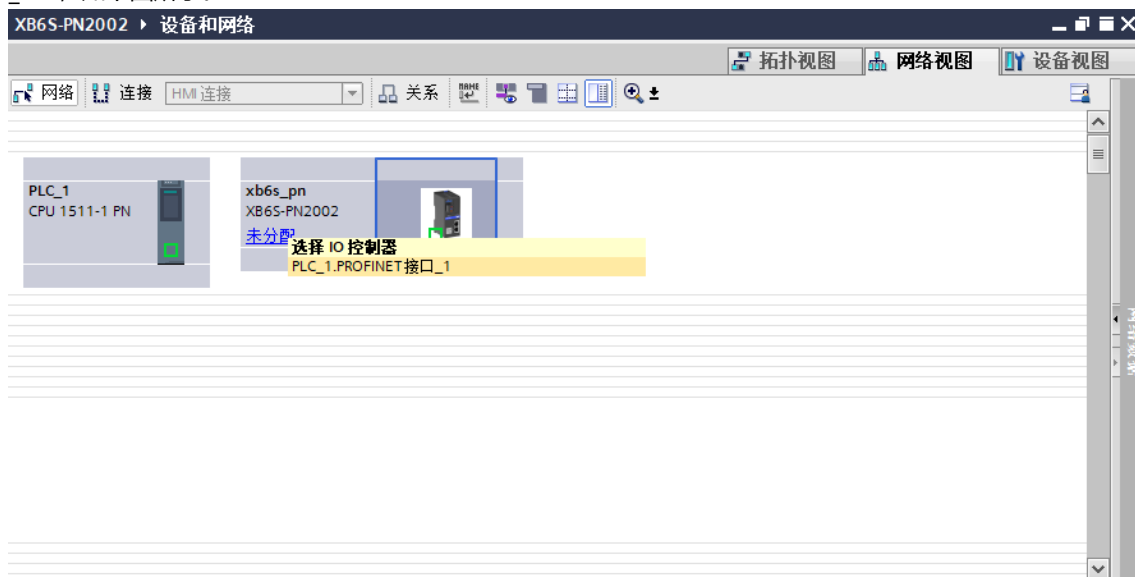 XB6S-PN2002 ▸ 设备和网络
拓扑视图 网络视图 设备视图
网络 连接 HMI 连接 关系
PLC_1
CPU 1511-1 PN
xb6s_pn
XB6S-PN2002
未分配
选择 IO 控制器
PLC_1.PROFINET接口_1